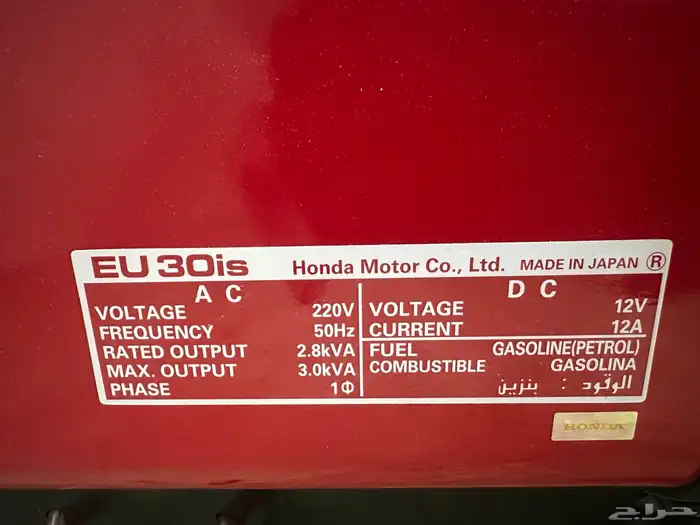 EU 30is Honda Motor Co., Ltd. MADE IN JAPAN ®
A C
VOLTAGE 220V
FREQUENCY 50Hz
RATED OUTPUT 2.8kVA
MAX. OUTPUT 3.0kVA
PHASE 1Φ
D C
VOLTAGE 12V
CURRENT 12A
FUEL GASOLINE(PETROL)
COMBUSTIBLE GASOLINA
الوقود : بنزين
HONDA
حراج